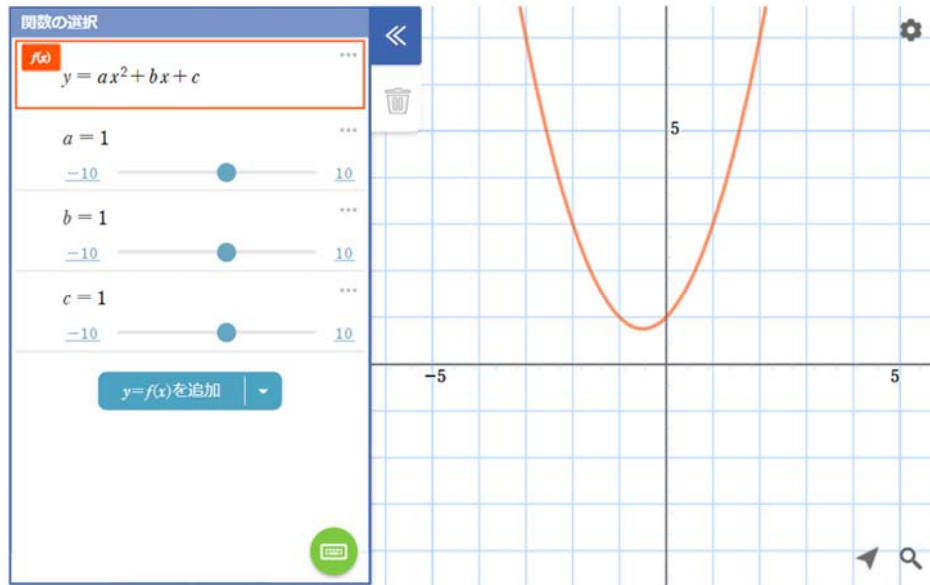 関数の選択
f(x)
y = ax²+bx+c
a = 1
−10 10
b = 1
−10 10
c = 1
−10 10
y=f(x)を追加
5
−5 5